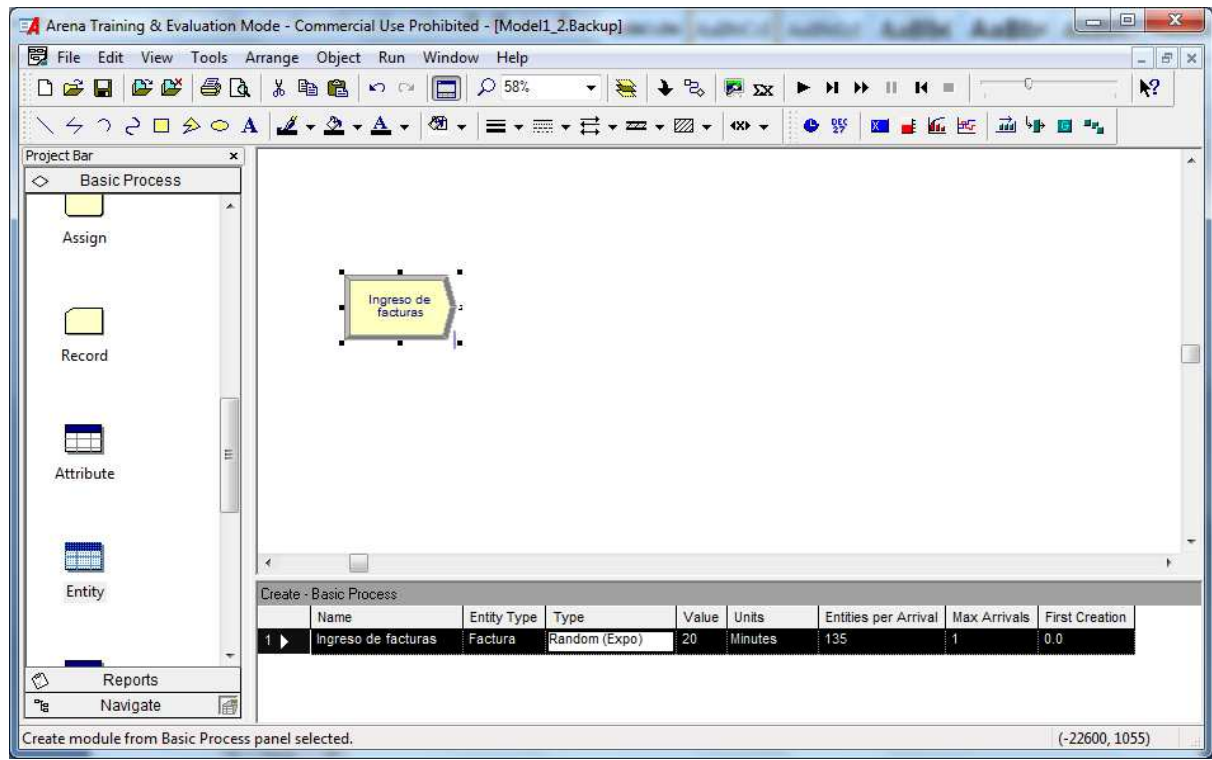 Arena Training & Evaluation Mode - Commercial Use Prohibited - [Model1_2.Backup]
File Edit View Tools Arrange Object Run Window Help
58%
Project Bar
Basic Process
Assign
Record
Attribute
Entity
Reports
Navigate
Ingreso de
facturas
Create - Basic Process
Name Entity Type Type Value Units Entities per Arrival Max Arrivals First Creation
1 Ingreso de facturas Factura Random (Expo) 20 Minutes 135 1 0.0
Create module from Basic Process panel selected. (-22600, 1055)